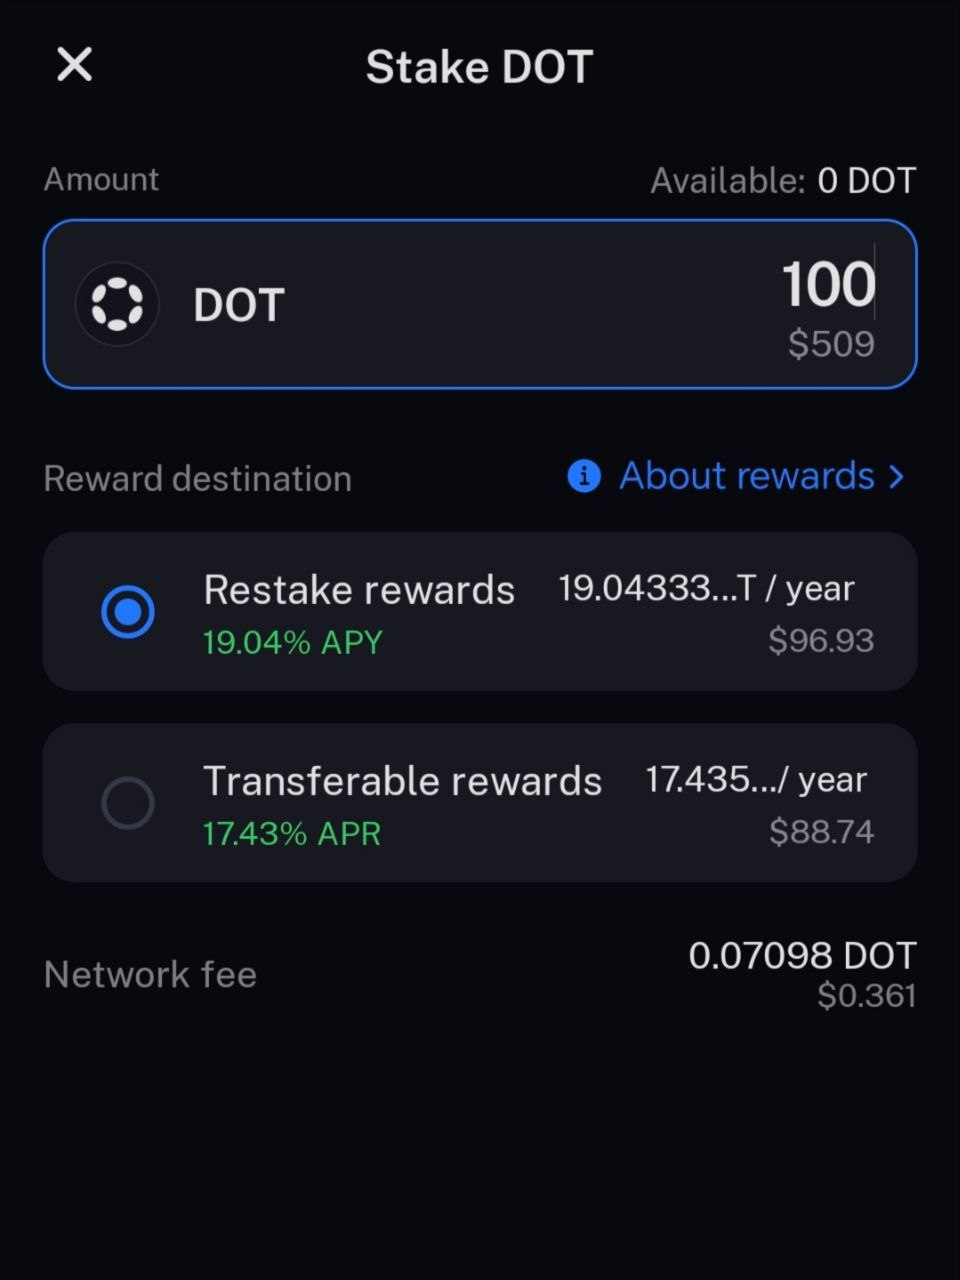 Stake DOT
Amount
Available: 0 DOT
DOT
100
$509
Reward destination
About rewards
Restake rewards
19.04333...T / year
19.04% APY
$96.93
Transferable rewards
17.435.../ year
17.43% APR
$88.74
Network fee
0.07098 DOT
$0.361